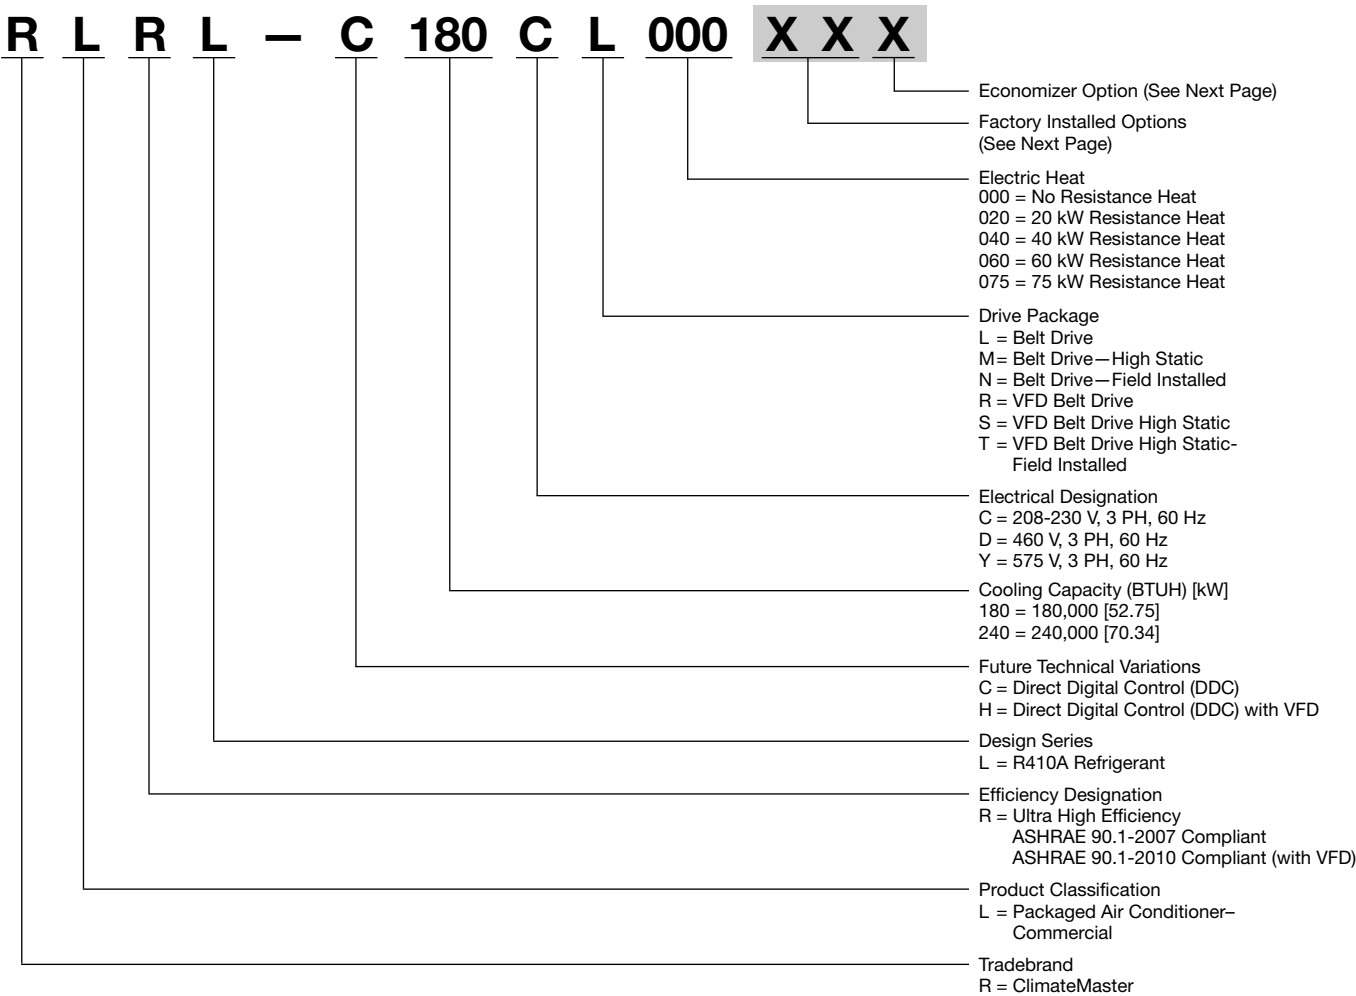 R L R L — C 180 C L 000 X X X
Economizer Option (See Next Page)
Factory Installed Options
(See Next Page)
Electric Heat
000 = No Resistance Heat
020 = 20 kW Resistance Heat
040 = 40 kW Resistance Heat
060 = 60 kW Resistance Heat
075 = 75 kW Resistance Heat
Drive Package
L = Belt Drive
M= Belt Drive—High Static
N = Belt Drive—Field Installed
R = VFD Belt Drive
S = VFD Belt Drive High Static
T = VFD Belt Drive High Static-
Field Installed
Electrical Designation
C = 208-230 V, 3 PH, 60 Hz
D = 460 V, 3 PH, 60 Hz
Y = 575 V, 3 PH, 60 Hz
Cooling Capacity (BTUH) [kW]
180 = 180,000 [52.75]
240 = 240,000 [70.34]
Future Technical Variations
C = Direct Digital Control (DDC)
H = Direct Digital Control (DDC) with VFD
Design Series
L = R410A Refrigerant
Efficiency Designation
R = Ultra High Efficiency
ASHRAE 90.1-2007 Compliant
ASHRAE 90.1-2010 Compliant (with VFD)
Product Classification
L = Packaged Air Conditioner–
Commercial
Tradebrand
R = ClimateMaster